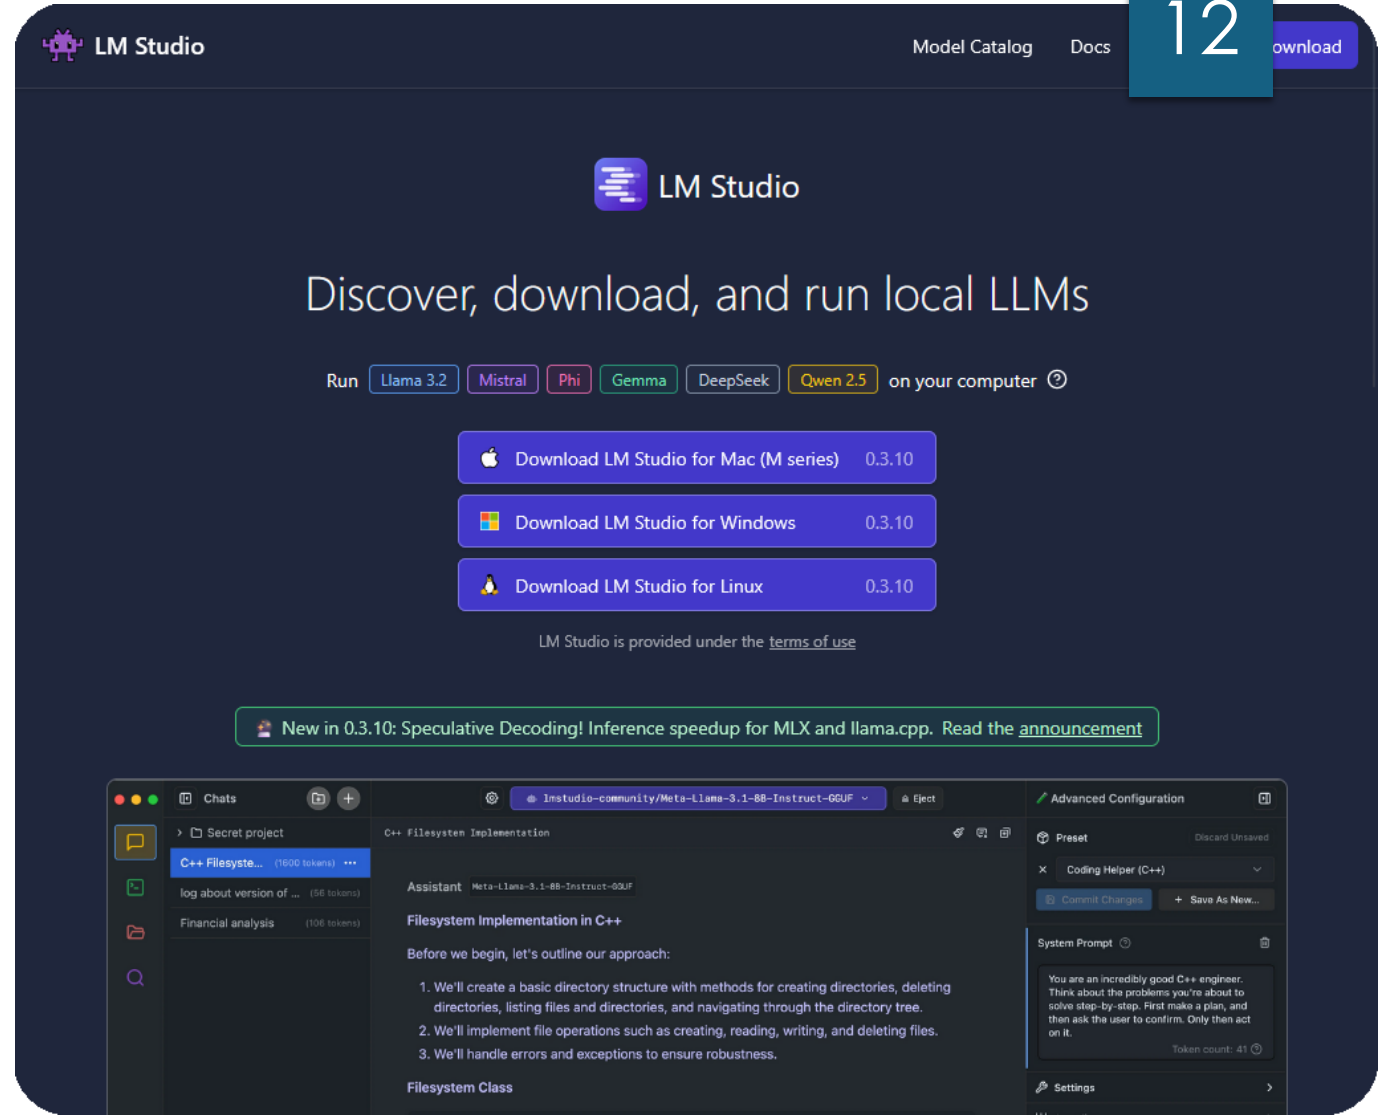 LM Studio
Model Catalog
Docs
12
ownload
LM Studio
Discover, download, and run local LLMs
Run Llama 3.2 Mistral Phi Gemma DeepSeek Qwen 2.5 on your computer
Download LM Studio for Mac (M series) 0.3.10
Download LM Studio for Windows 0.3.10
Download LM Studio for Linux 0.3.10
LM Studio is provided under the terms of use
New in 0.3.10: Speculative Decoding! Inference speedup for MLX and llama.cpp. Read the announcement
Chats
lmstudio-community/Meta-Llama-3.1-8B-Instruct-GGUF
Eject
Advanced Configuration
Secret project
C++ Filesyste... (1600 tokens) •••
log about version of ... (58 tokens)
Financial analysis (106 tokens)
C++ Filesystem Implementation
Assistant Meta-Llama-3.1-8B-Instruct-GGUF
Filesystem Implementation in C++
Before we begin, let's outline our approach:
1. We'll create a basic directory structure with methods for creating directories, deleting
directories, listing files and directories, and navigating through the directory tree.
2. We'll implement file operations such as creating, reading, writing, and deleting files.
3. We'll handle errors and exceptions to ensure robustness.
Filesystem Class
Preset
Discard Unsaved
Coding Helper (C++)
Commit Changes
+ Save As New...
System Prompt
You are an incredibly good C++ engineer.
Think about the problems you're about to
solve step-by-step. First make a plan, and
then ask the user to confirm. Only then act
on it.
Token count: 41
Settings